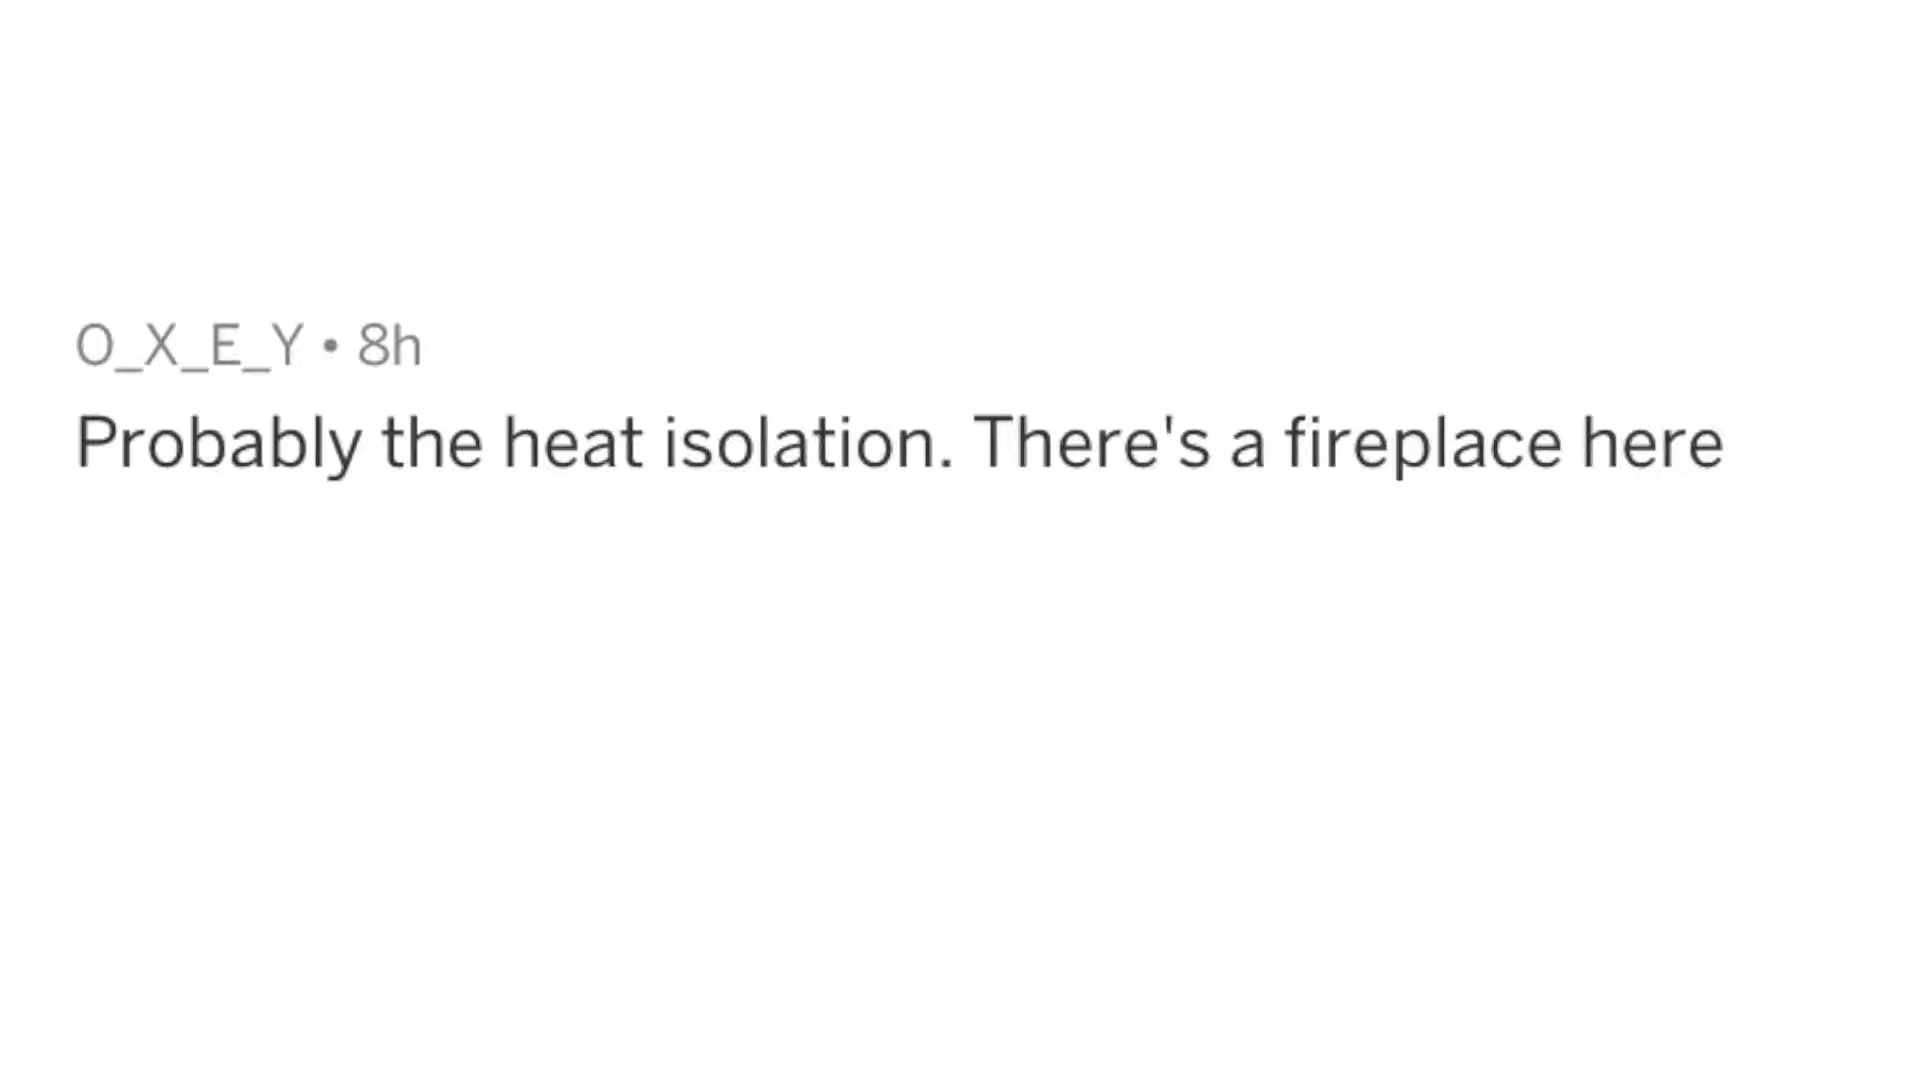 O_X_E_Y • 8h
Probably the heat isolation. There's a fireplace here